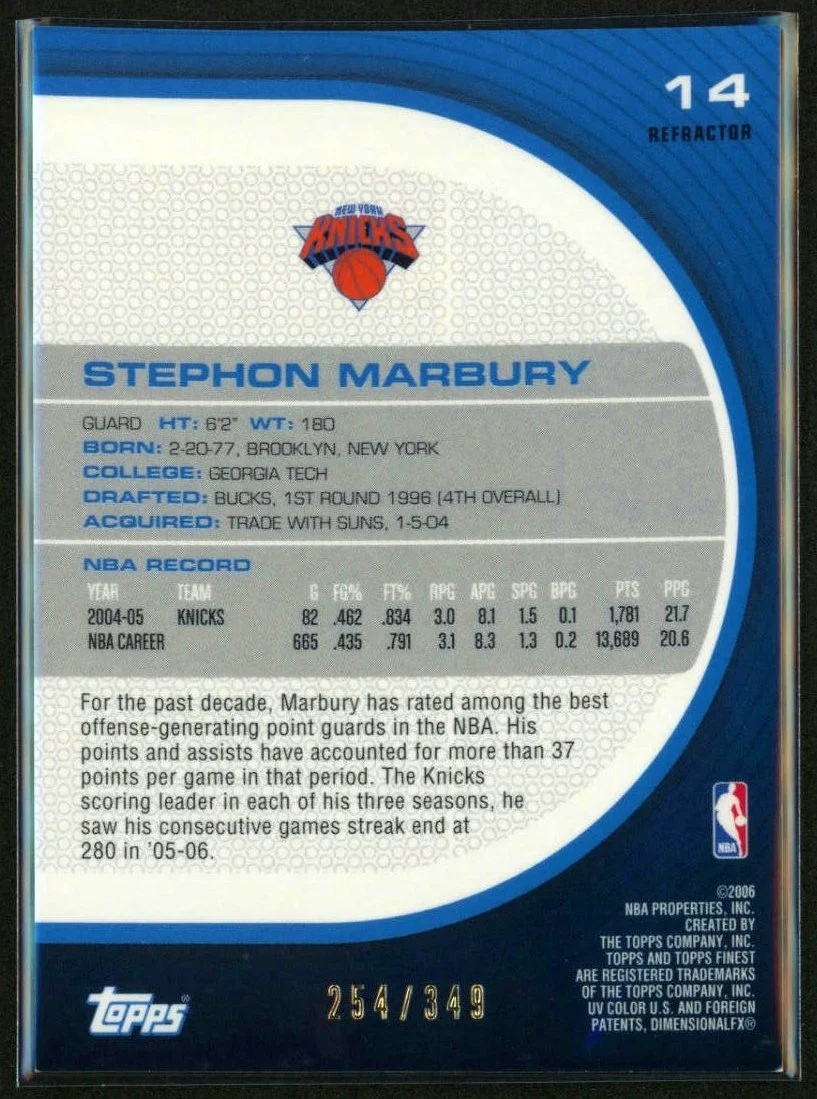 14
REFRACTOR
NEW YORK
KNICKS
STEPHON MARBURY
GUARD HT: 6'2" WT: 180
BORN: 2-20-77, BROOKLYN, NEW YORK
COLLEGE: GEORGIA TECH
DRAFTED: BUCKS, 1ST ROUND 1996 (4TH OVERALL)
ACQUIRED: TRADE WITH SUNS, 1-5-04
NBA RECORD
YEAR TEAM G FG% FT% RPG APG SPG BPG PTS PPG
2004-05 KNICKS 82 .462 .834 3.0 8.1 1.5 0.1 1,781 21.7
NBA CAREER 665 .435 .791 3.1 8.3 1.3 0.2 13,689 20.6
For the past decade, Marbury has rated among the best
offense-generating point guards in the NBA. His
points and assists have accounted for more than 37
points per game in that period. The Knicks
scoring leader in each of his three seasons, he
saw his consecutive games streak end at
280 in '05-06.
NBA
©2006
NBA PROPERTIES, INC.
CREATED BY
THE TOPPS COMPANY, INC.
TOPPS AND TOPPS FINEST
ARE REGISTERED TRADEMARKS
OF THE TOPPS COMPANY, INC.
UV COLOR U.S. AND FOREIGN
PATENTS, DIMENSIONALFX®
topps®
254/349